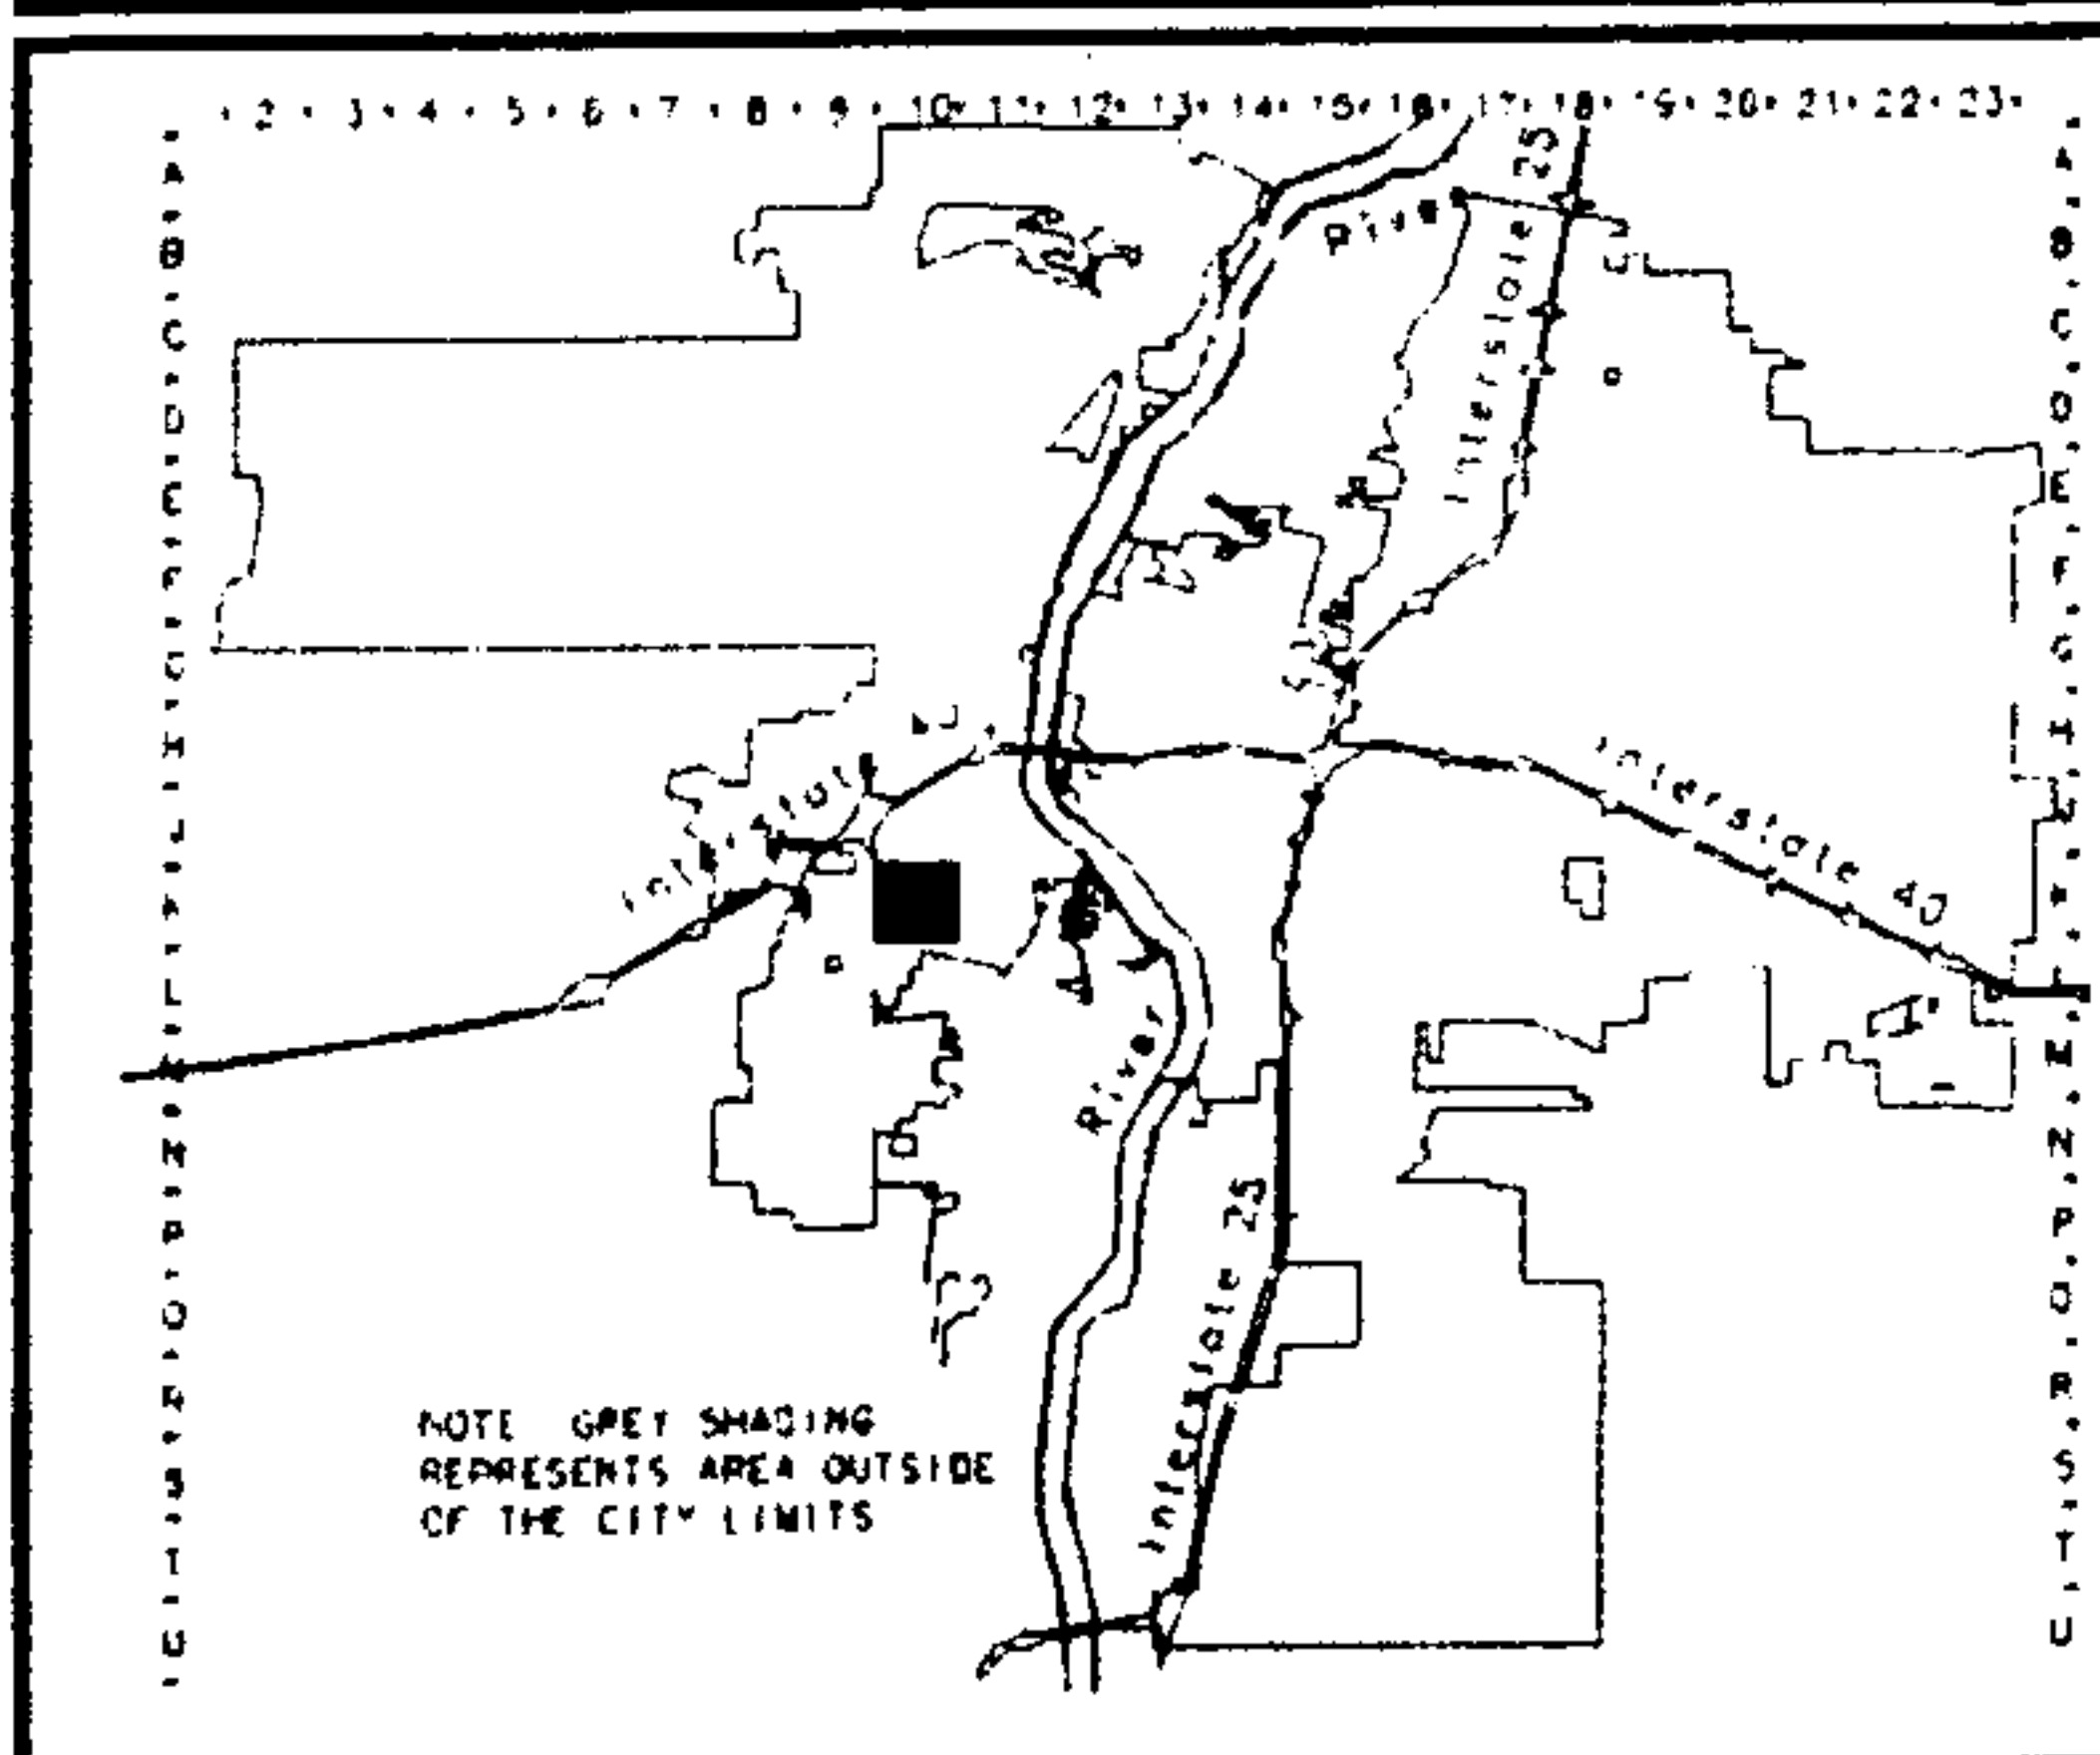 2 · 3 · 4 · 5 · 6 · 7 · 8 · 9 · 10 · 11 · 12 · 13 · 14 · 15 · 16 · 17 · 18 · 19 · 20 · 21 · 22 · 23 ·
A
B
C
D
E
F
G
H
J
K
L
M
N
P
Q
R
S
T
U
River
Interstate 25
Interstate 40
Interstate 40
River
Interstate 25
NOTE GREY SHADING
REPRESENTS AREA OUTSIDE
OF THE CITY LIMITS
A
B
C
D
E
F
G
H
J
K
L
M
N
P
Q
R
S
T
U